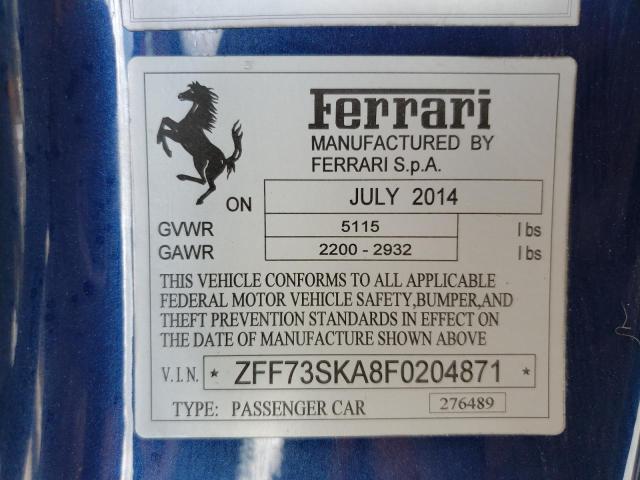 Ferrari
MANUFACTURED BY
FERRARI S.p.A.
ON JULY 2014
GVWR 5115 lbs
GAWR 2200 - 2932 lbs
THIS VEHICLE CONFORMS TO ALL APPLICABLE
FEDERAL MOTOR VEHICLE SAFETY,BUMPER,AND
THEFT PREVENTION STANDARDS IN EFFECT ON
THE DATE OF MANUFACTURE SHOWN ABOVE
V.I.N. * ZFF73SKA8F0204871 *
TYPE: PASSENGER CAR 276489